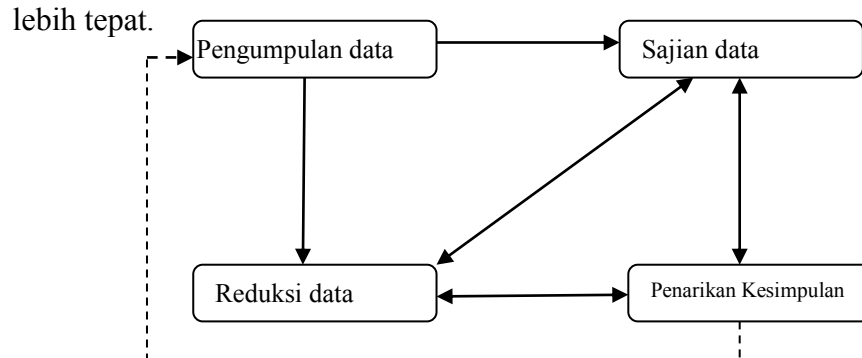 lebih tepat.
Pengumpulan data
Sajian data
Reduksi data
Penarikan Kesimpulan